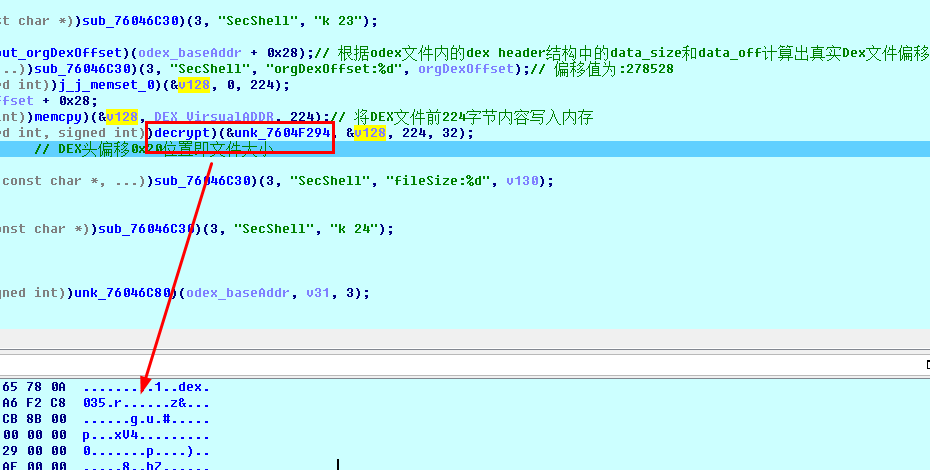 st char *))sub_76046C30)(3, "SecShell", "k 23");
out_orgDexOffset)(odex_baseAddr + 0x28);// 根据odex文件内的dex header结构中的data_size和data_off计算出真实Dex文件偏移
...))sub_76046C30)(3, "SecShell", "orgDexOffset:%d", orgDexOffset);// 偏移值为:278528
ed int))j_j_memset_0)(&v128, 0, 224);
ffset + 0x28;
int))memcpy)(&v128, DEX_VirsualADDR, 224);// 将DEX文件前224字节内容写入内存
ed int, signed int))decrypt)(&unk_7604F294, &v128, 224, 32);
// DEX头偏移0x20位置即文件大小
const char *, ...))sub_76046C30)(3, "SecShell", "fileSize:%d", v130);
onst char *))sub_76046C30)(3, "SecShell", "k 24");
gned int))unk_76046C80)(odex_baseAddr, v31, 3);
65 78 0A .........1..dex.
A6 F2 C8 035.r......z&...
CB 8B 00 ......g.u.#.....
00 00 00 p...xV4.........
29 00 00 0.......p....)..
AF 00 00 .....8..hZ......